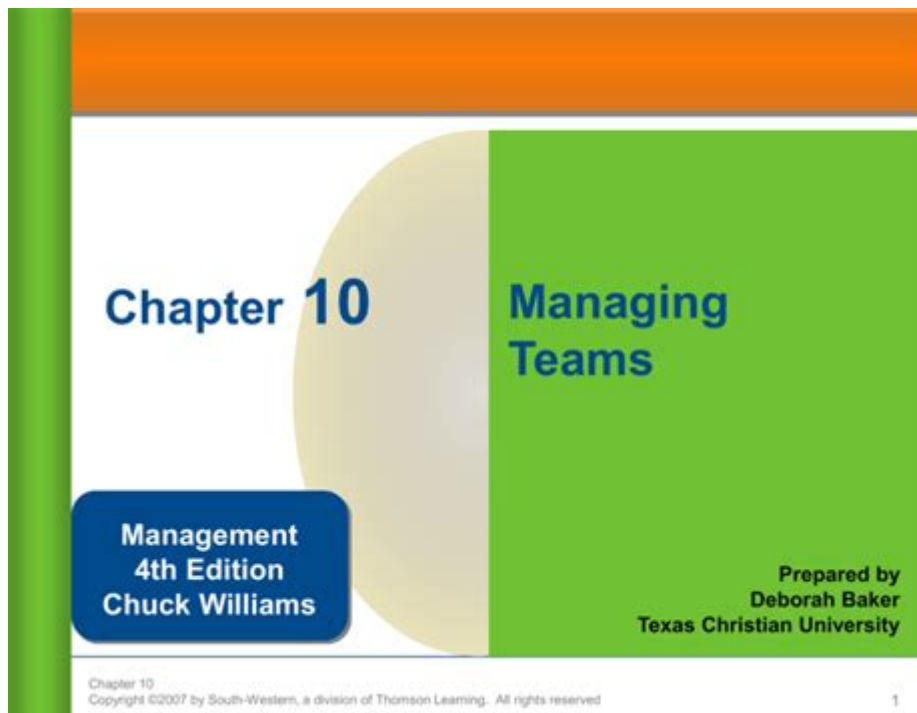 Chapter 10
Managing
Teams
Management
4th Edition
Chuck Williams
Prepared by
Deborah Baker
Texas Christian University
Chapter 10
Copyright ©2007 by South-Western, a division of Thomson Learning.  All rights reserved
1